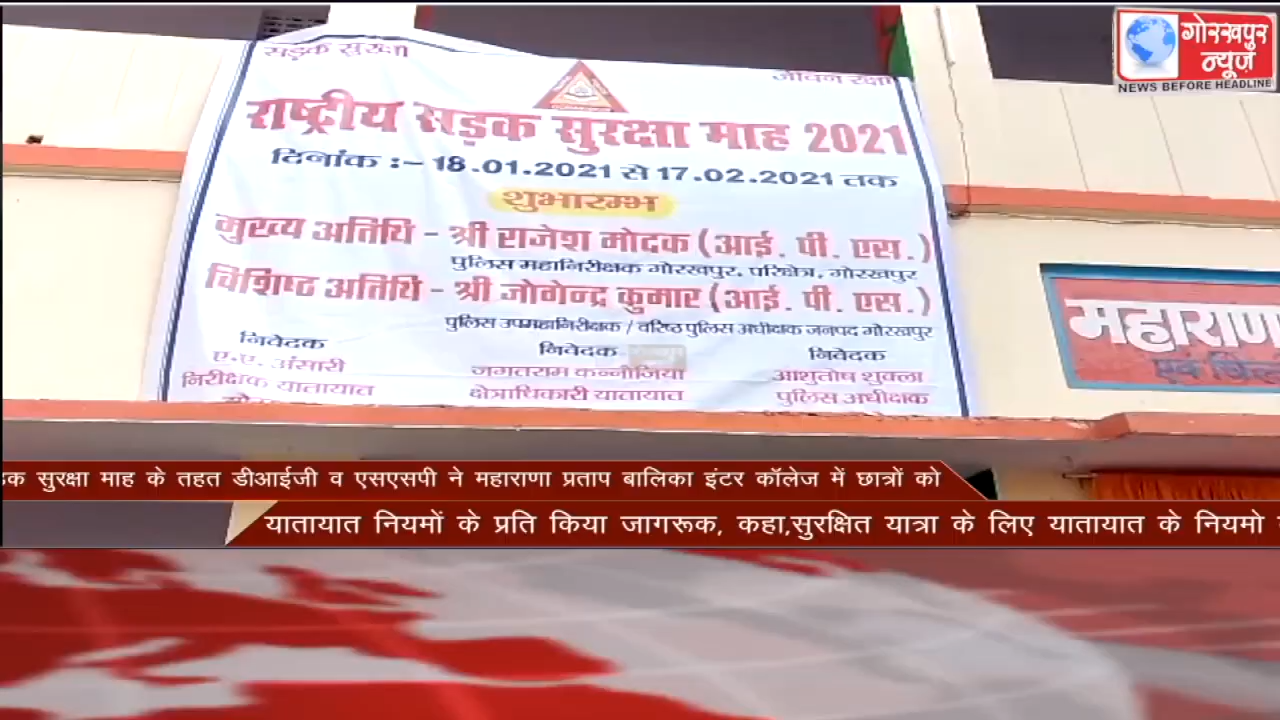 गोरखपुर
न्यूज़
NEWS BEFORE HEADLINE
सड़क सुरक्षा
जीवन रक्षा
राष्ट्रीय सड़क सुरक्षा माह 2021
दिनांक :– 18.01.2021 से 17.02.2021 तक
शुभारम्भ
मुख्य अतिथि - श्री राजेश मोदक (आई. पी. एस.)
पुलिस महानिरीक्षक गोरखपुर, परिक्षेत्र, गोरखपुर
विशिष्ठ अतिथि - श्री जोगेन्द्र कुमार (आई. पी. एस.)
पुलिस उपमहानिरीक्षक / वरिष्ठ पुलिस अधीक्षक जनपद गोरखपुर
निवेदक
ए.ए. अंसारी
निरीक्षक यातायात
निवेदक
जगतराम कन्नौजिया
क्षेत्राधिकारी यातायात
निवेदक
आशुतोष शुक्ला
पुलिस अधीक्षक
महाराणा
एवं
सुरक्षा माह के तहत डीआईजी व एसएसपी ने महाराणा प्रताप बालिका इंटर कॉलेज में छात्रों को
यातायात नियमों के प्रति किया जागरूक, कहा,सुरक्षित यात्रा के लिए यातायात के नियमो